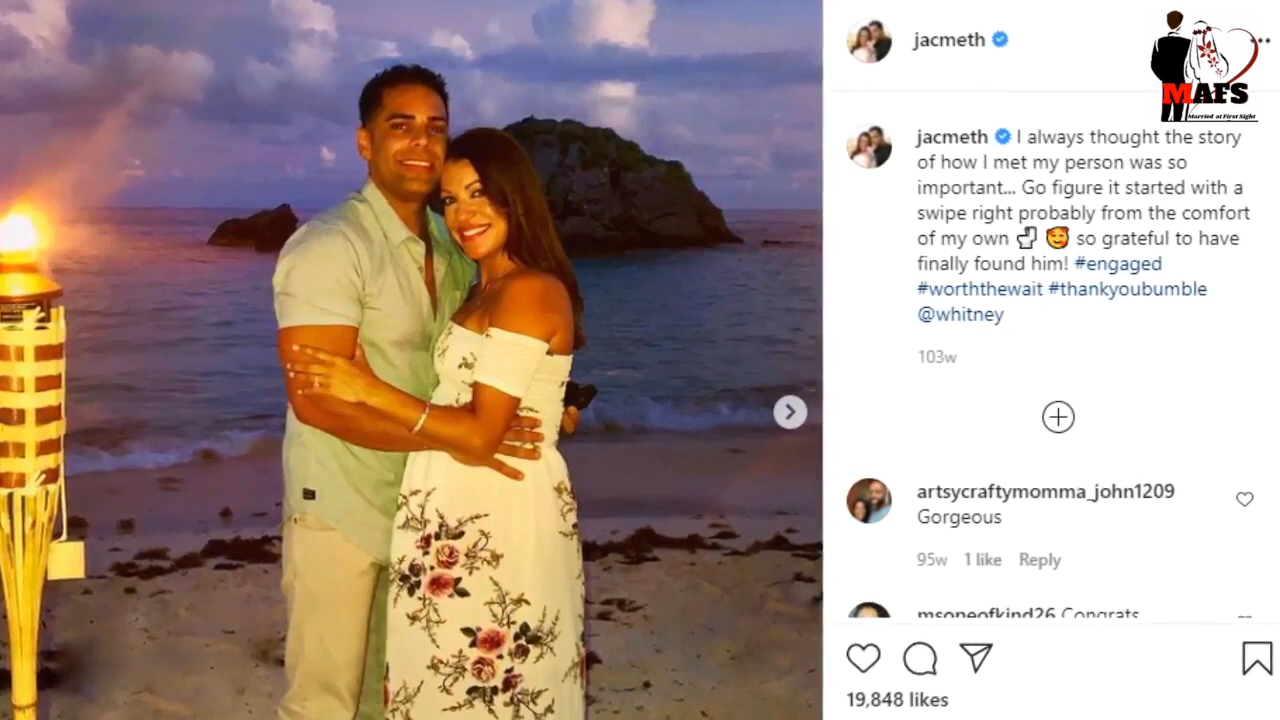 jacmeth
MAFS
Married at First Sight
jacmeth I always thought the story
of how I met my person was so
important... Go figure it started with a
swipe right probably from the comfort
of my own 🚽 🥰 so grateful to have
finally found him! #engaged
#worththewait #thankyoubumble
@whitney
103w
artsycraftymomma_john1209
Gorgeous
95w 1 like Reply
msoneofkind26 Congrats
19,848 likes